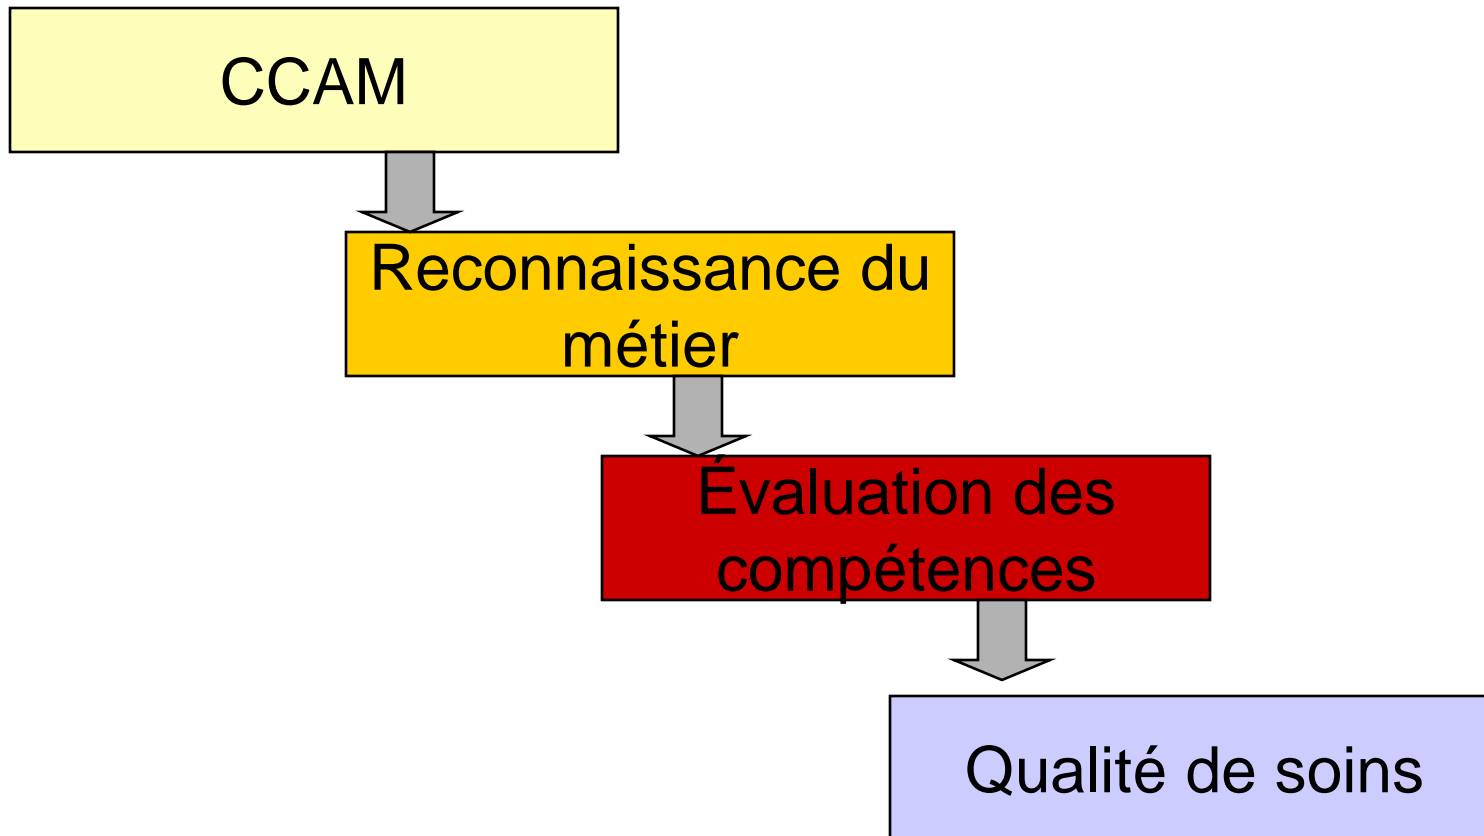 CCAM
Reconnaissance du
métier
Évaluation des
compétences
Qualité de soins